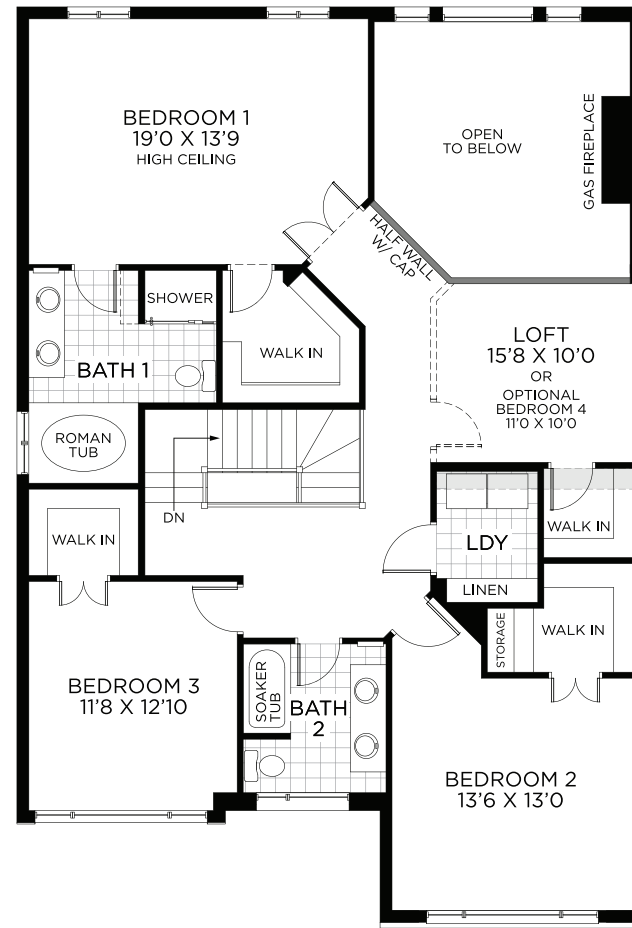 BEDROOM 1
19'0 X 13'9
HIGH CEILING
OPEN
TO BELOW
GAS FIREPLACE
HALF WALL
W/ CAP
SHOWER
WALK IN
BATH 1
LOFT
15'8 X 10'0
OR
OPTIONAL
BEDROOM 4
11'0 X 10'0
ROMAN
TUB
DN
WALK IN
LDY
WALK IN
LINEN
STORAGE
WALK IN
BEDROOM 3
11'8 X 12'10
SOAKER
TUB
BATH
2
BEDROOM 2
13'6 X 13'0